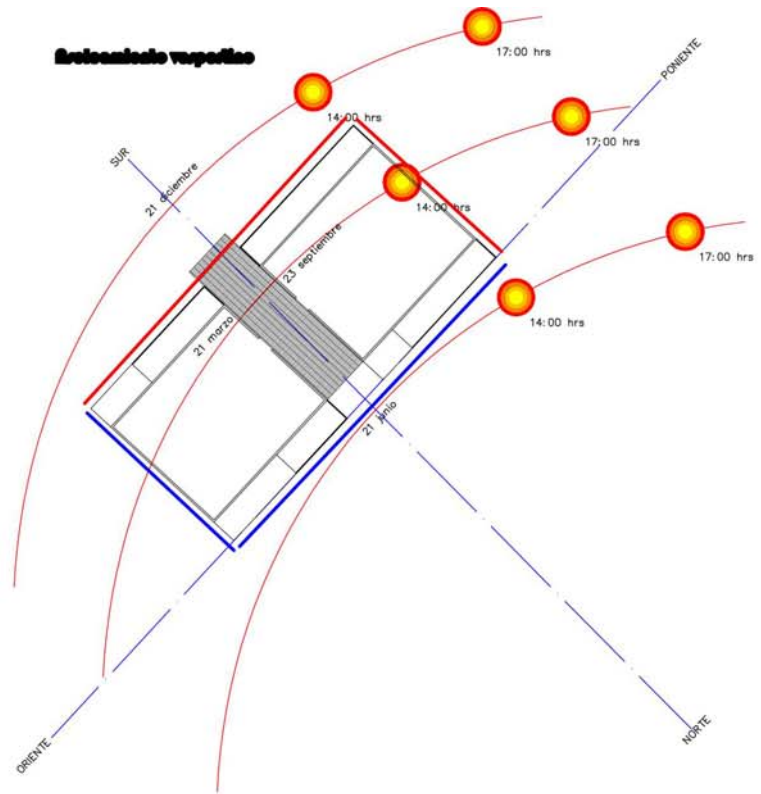 17:00 hrs
14:00 hrs
PONIENTE
17:00 hrs
SUR
21 diciembre
14:00 hrs
23 septiembre
17:00 hrs
21 marzo
14:00 hrs
21 junio
ORIENTE
NORTE